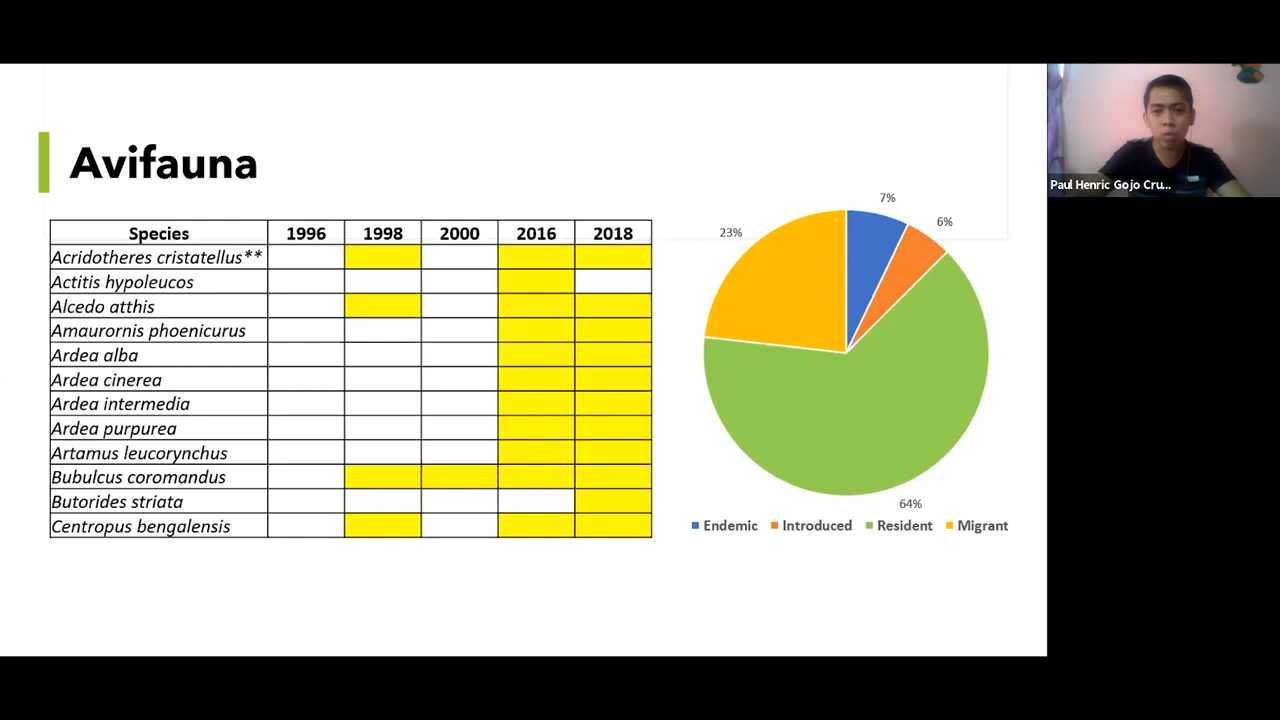 Avifauna
Species 1996 1998 2000 2016 2018
Acridotheres cristatellus**
Actitis hypoleucos
Alcedo atthis
Amaurornis phoenicurus
Ardea alba
Ardea cinerea
Ardea intermedia
Ardea purpurea
Artamus leucorynchus
Bubulcus coromandus
Butorides striata
Centropus bengalensis
7%
6%
23%
64%
Endemic Introduced Resident Migrant
Paul Henric Gojo Cru...